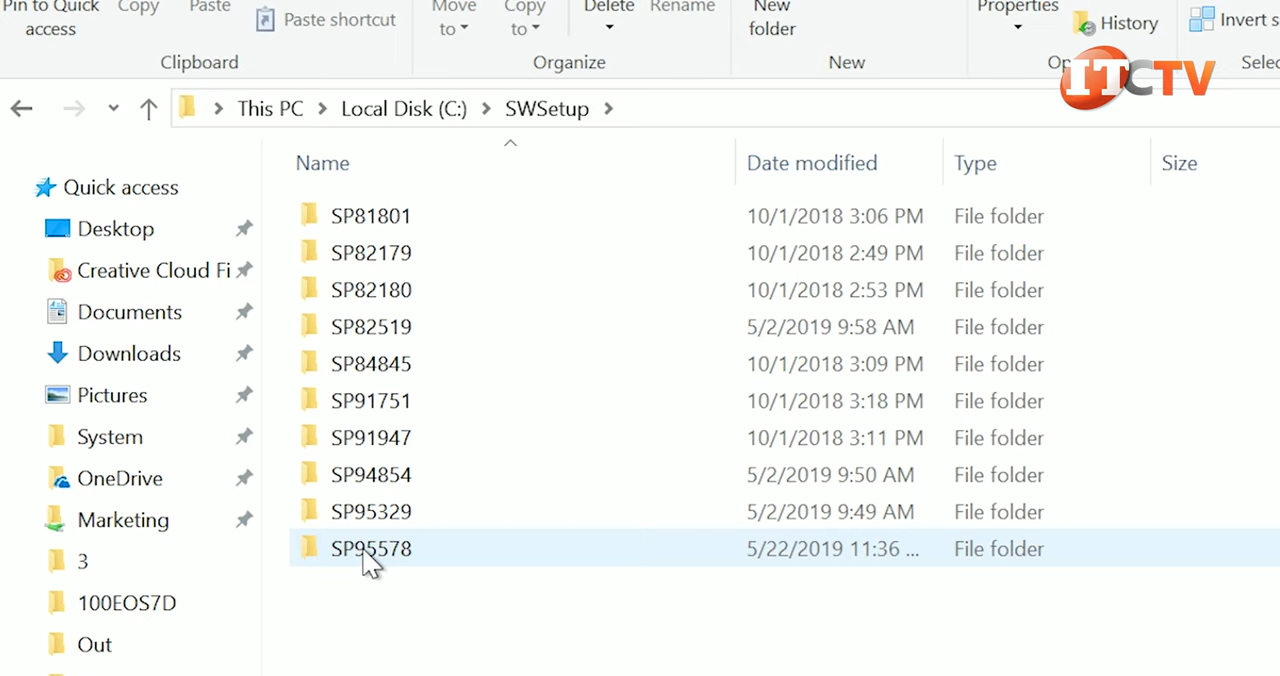 Pin to Quick access
Copy
Paste
Paste shortcut
Move to
Copy to
Delete
Rename
New folder
Properties
History
Invert s
Clipboard
Organize
New
Op
Selec
ITCTV
This PC > Local Disk (C:) > SWSetup >
Name Date modified Type Size
Quick access
Desktop
Creative Cloud Fi
Documents
Downloads
Pictures
System
OneDrive
Marketing
3
100EOS7D
Out
SP81801 10/1/2018 3:06 PM File folder
SP82179 10/1/2018 2:49 PM File folder
SP82180 10/1/2018 2:53 PM File folder
SP82519 5/2/2019 9:58 AM File folder
SP84845 10/1/2018 3:09 PM File folder
SP91751 10/1/2018 3:18 PM File folder
SP91947 10/1/2018 3:11 PM File folder
SP94854 5/2/2019 9:50 AM File folder
SP95329 5/2/2019 9:49 AM File folder
SP95578 5/22/2019 11:36 ... File folder